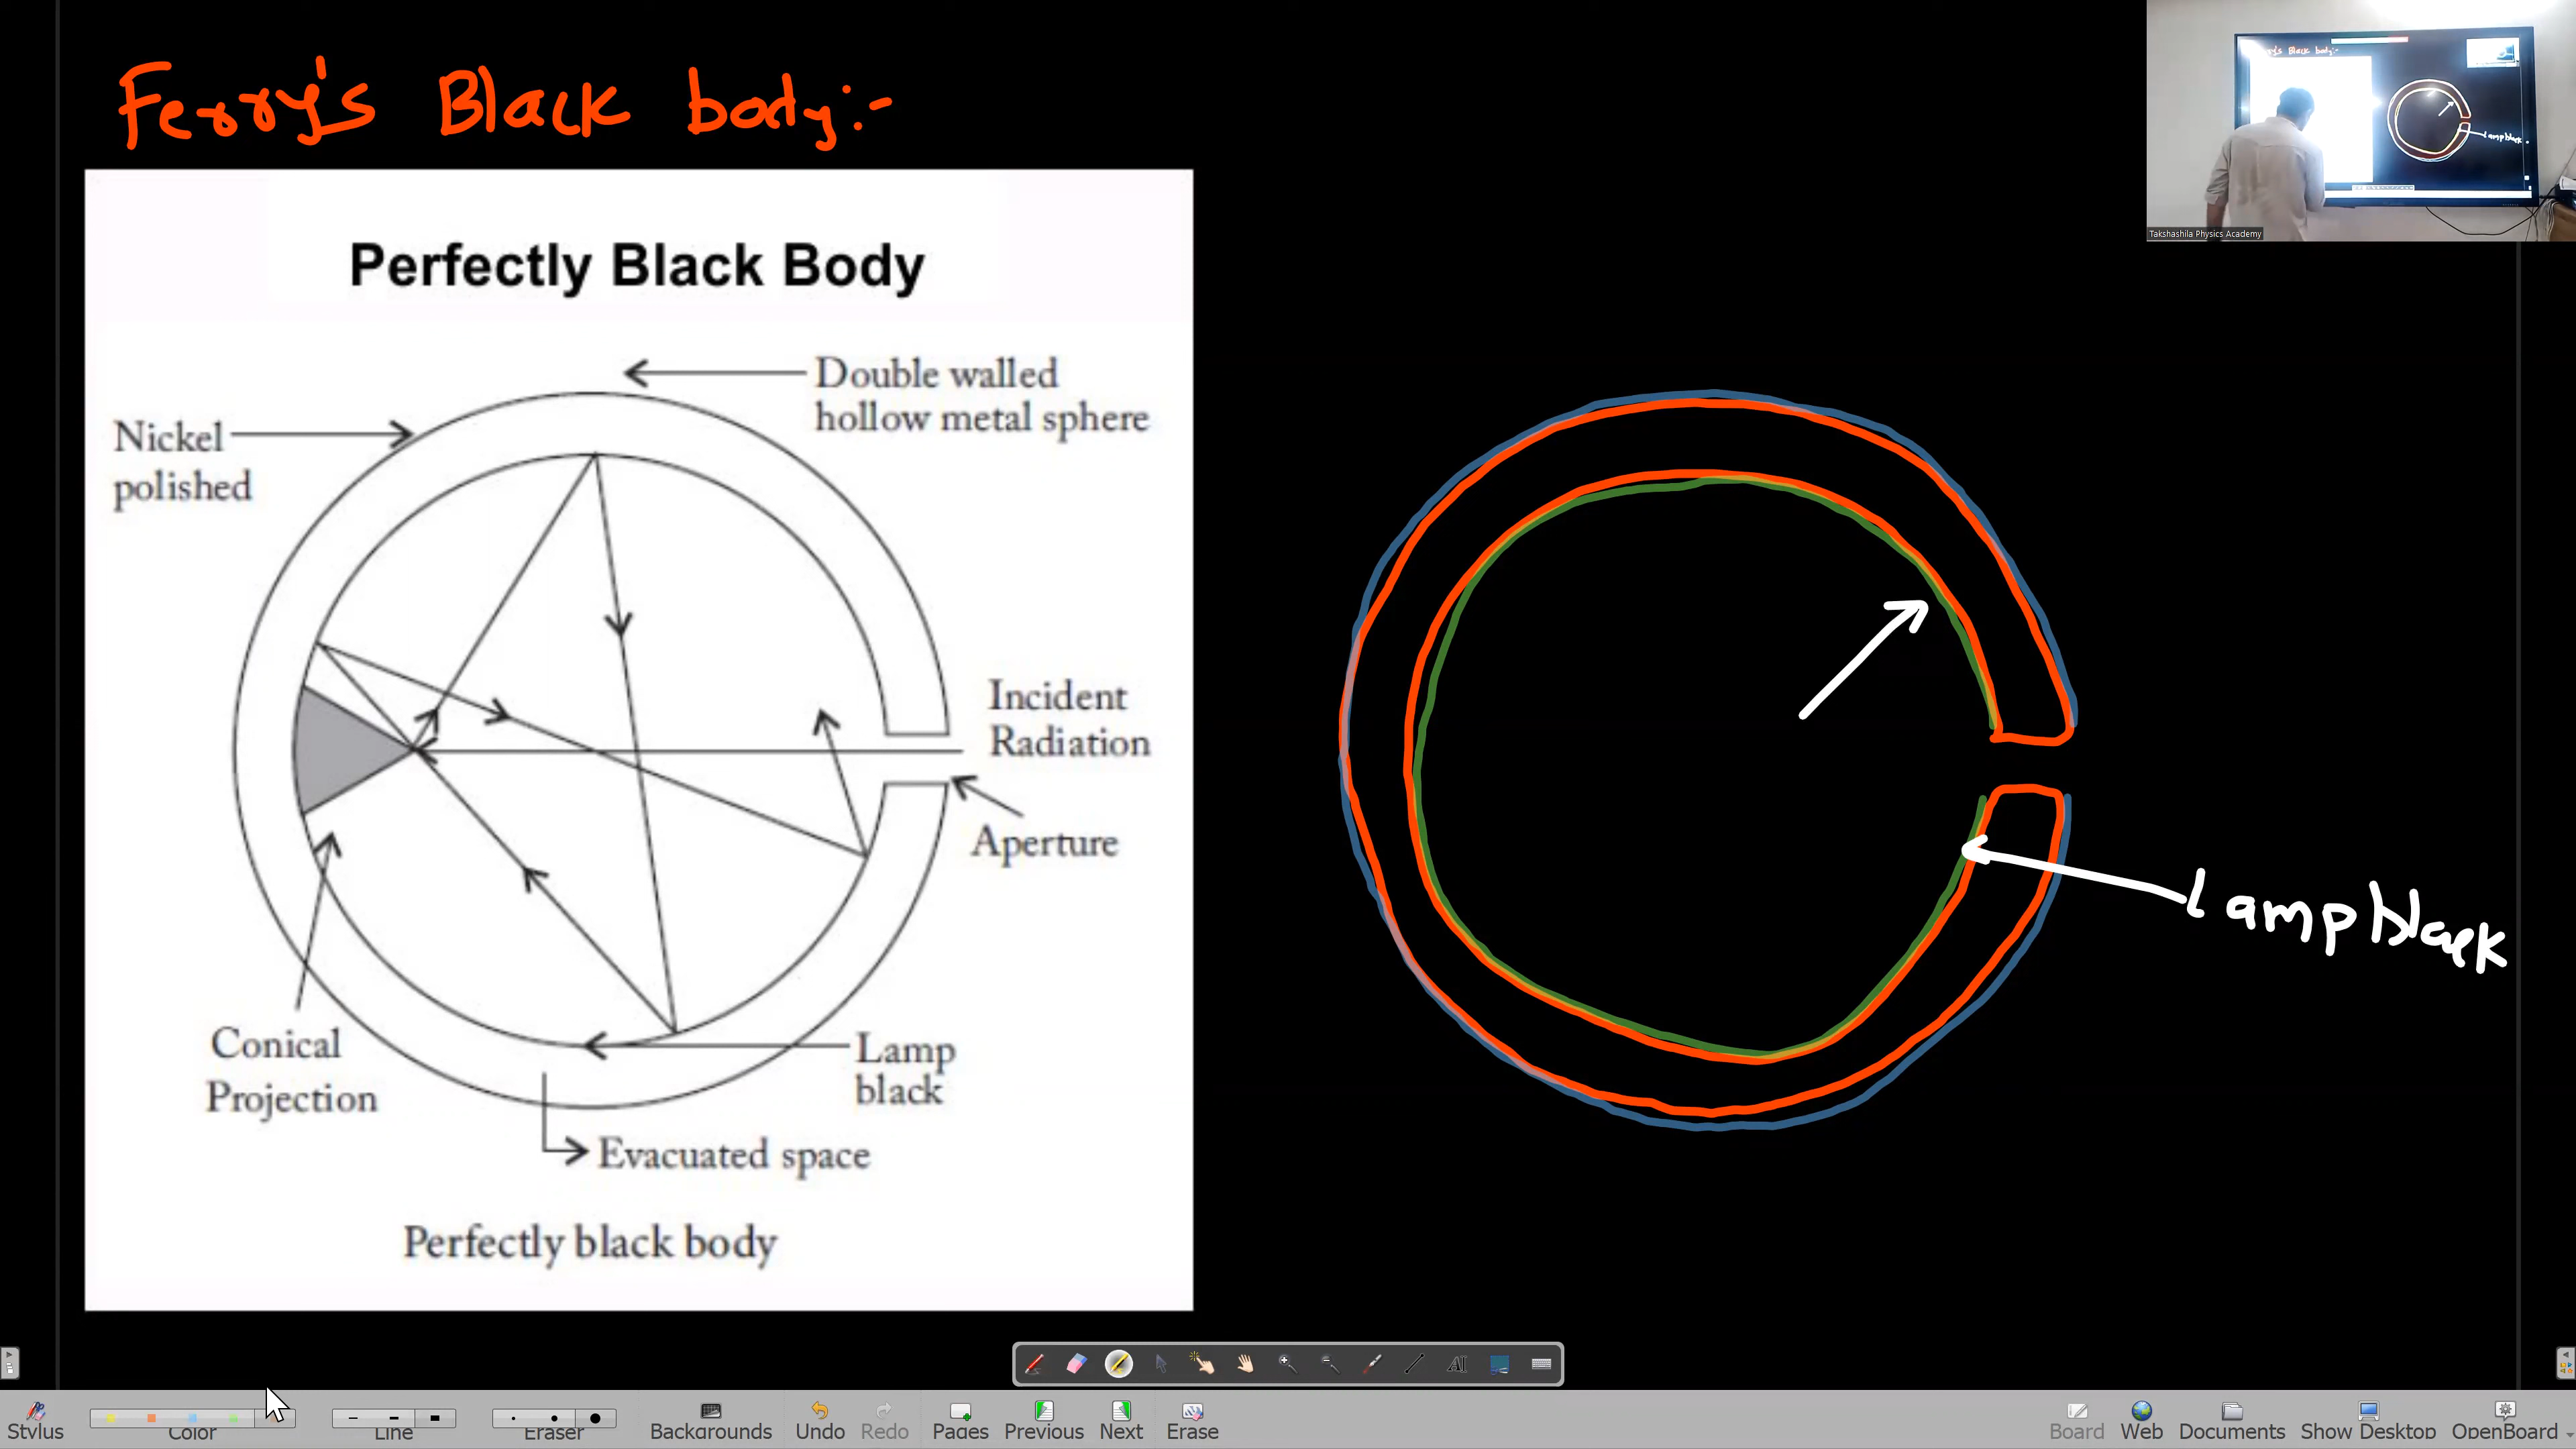 Ferry's Black body:-
Perfectly Black Body
Double walled
hollow metal sphere
Nickel
polished
Incident
Radiation
Aperture
Conical
Projection
Lamp
black
Evacuated space
Perfectly black body
Lampblack
Takshashila Physics Academy
Stylus
Color
Line
Eraser
Backgrounds
Undo
Redo
Pages
Previous
Next
Erase
Board
Web
Documents
Show Desktop
OpenBoard
AI